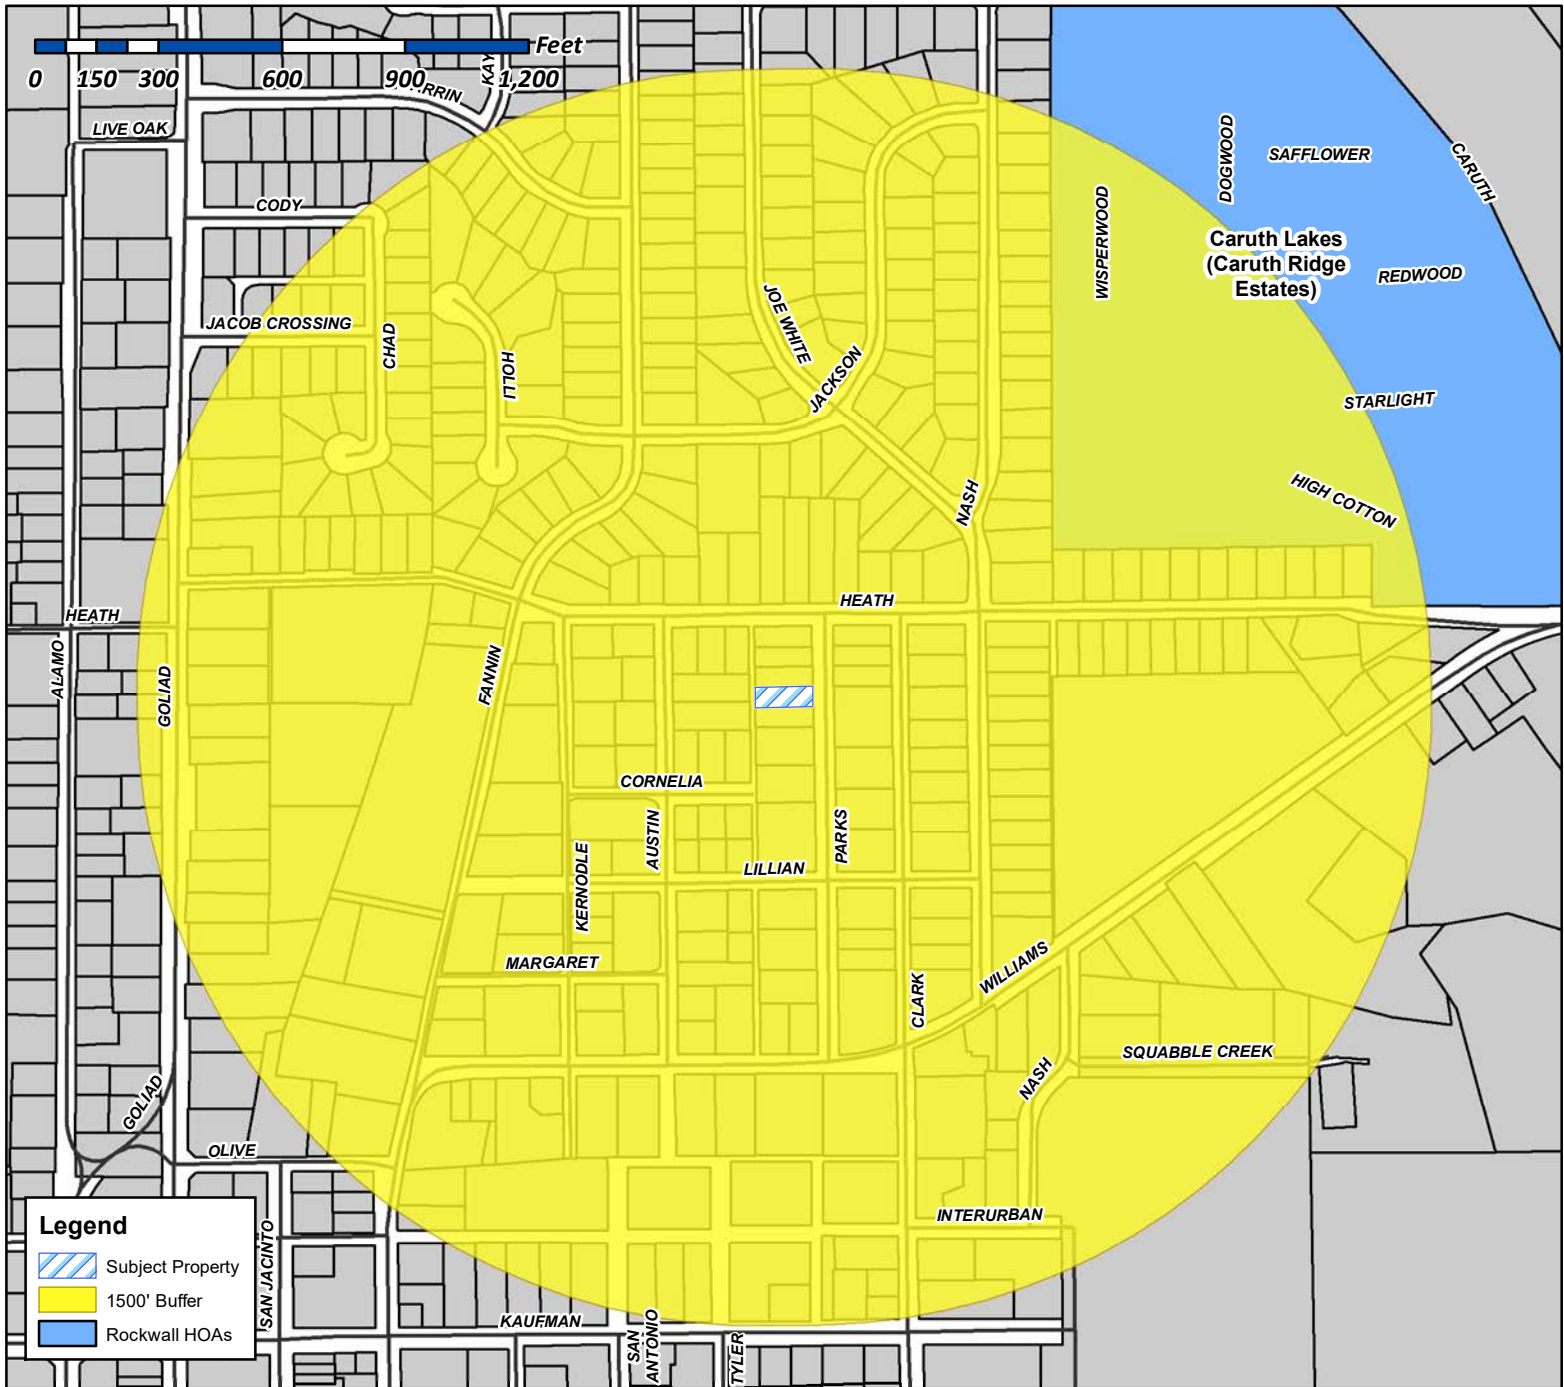 Feet
0 150 300 600 900 1,200
KAY
LIVE OAK
CODY
JACOB CROSSING
CHAD
HOLLI
JOE WHITE
JACKSON
NASH
WISPERWOOD
DOGWOOD
SAFFLOWER
CARUTH
Caruth Lakes
(Caruth Ridge
Estates)
REDWOOD
STARLIGHT
HIGH COTTON
HEATH
HEATH
ALAMO
GOLIAD
FANNIN
CORNELIA
AUSTIN
PARKS
KERNODLE
LILLIAN
MARGARET
CLARK
WILLIAMS
NASH
SQUABBLE CREEK
GOLIAD
OLIVE
INTERURBAN
SAN JACINTO
KAUFMAN
SAN
ANTONIO
TYLER
Legend
Subject Property
1500' Buffer
Rockwall HOAs